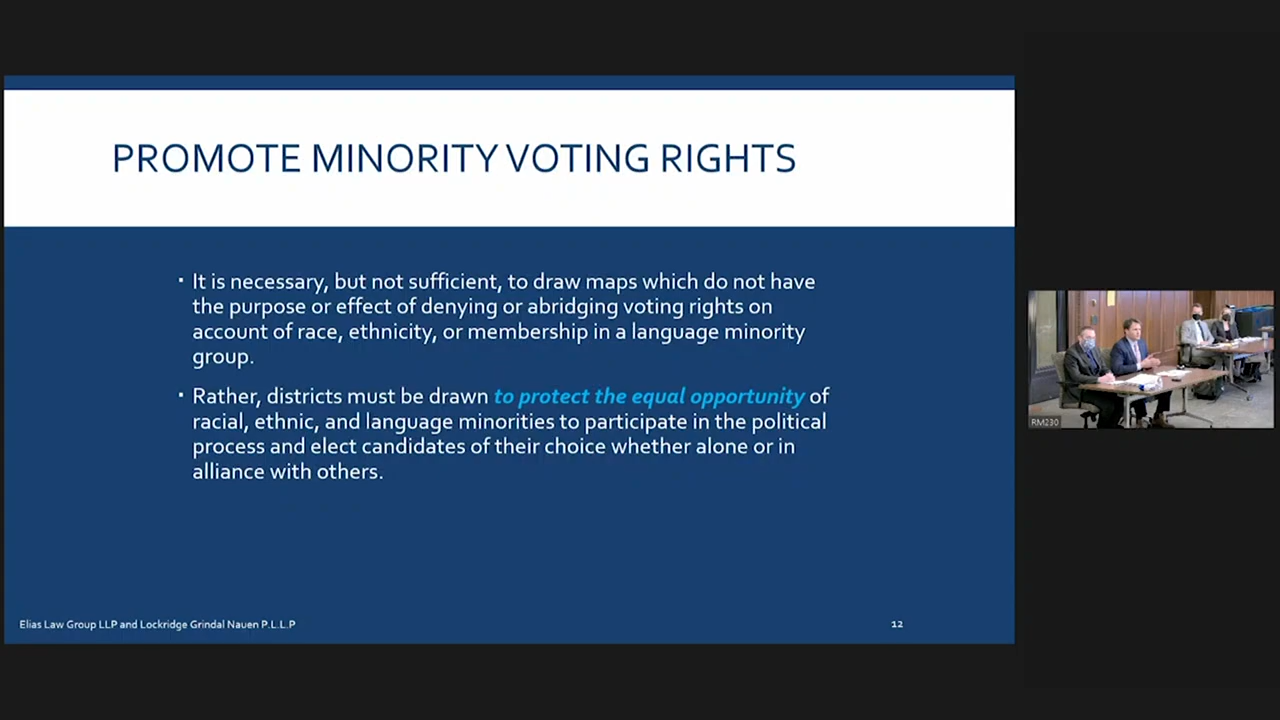 PROMOTE MINORITY VOTING RIGHTS
▪ It is necessary, but not sufficient, to draw maps which do not have
the purpose or effect of denying or abridging voting rights on
account of race, ethnicity, or membership in a language minority
group.
▪ Rather, districts must be drawn to protect the equal opportunity of
racial, ethnic, and language minorities to participate in the political
process and elect candidates of their choice whether alone or in
alliance with others.
RM230
Elias Law Group LLP and Lockridge Grindal Nauen P.L.L.P
12